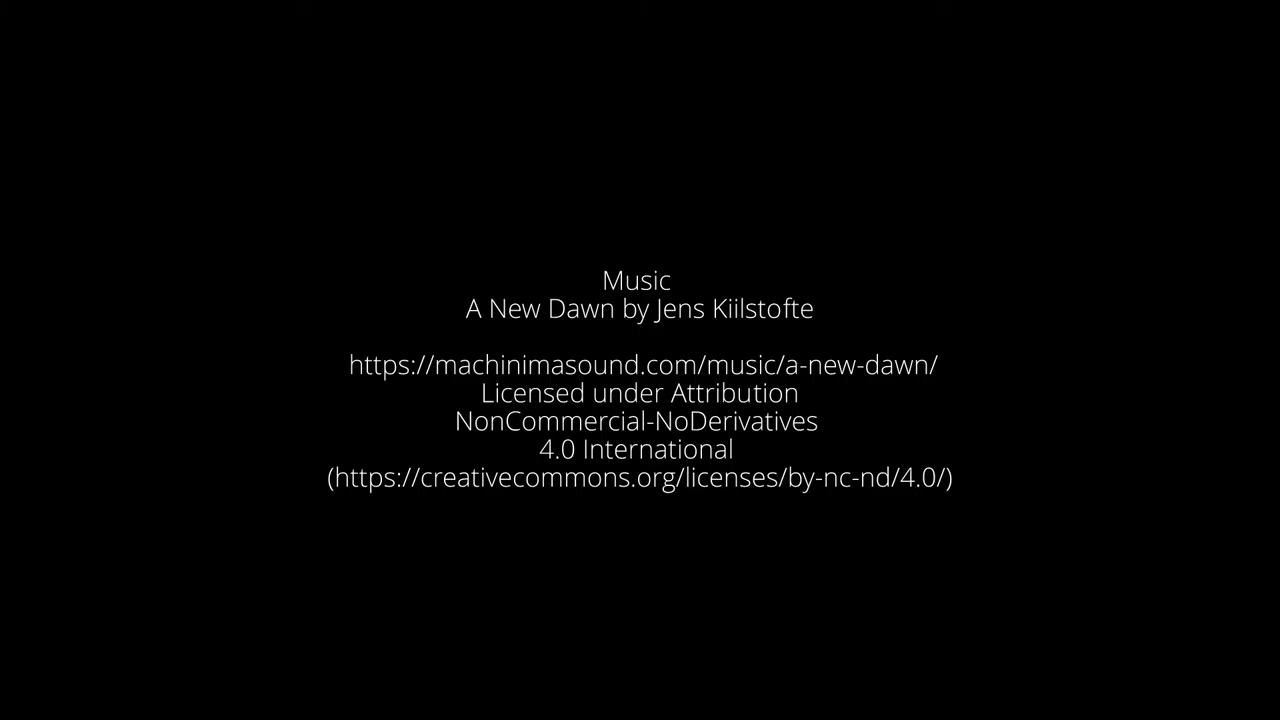 Music
A New Dawn by Jens Kiilstofte
https://machinimasound.com/music/a-new-dawn/
Licensed under Attribution
NonCommercial-NoDerivatives
4.0 International
(https://creativecommons.org/licenses/by-nc-nd/4.0/)